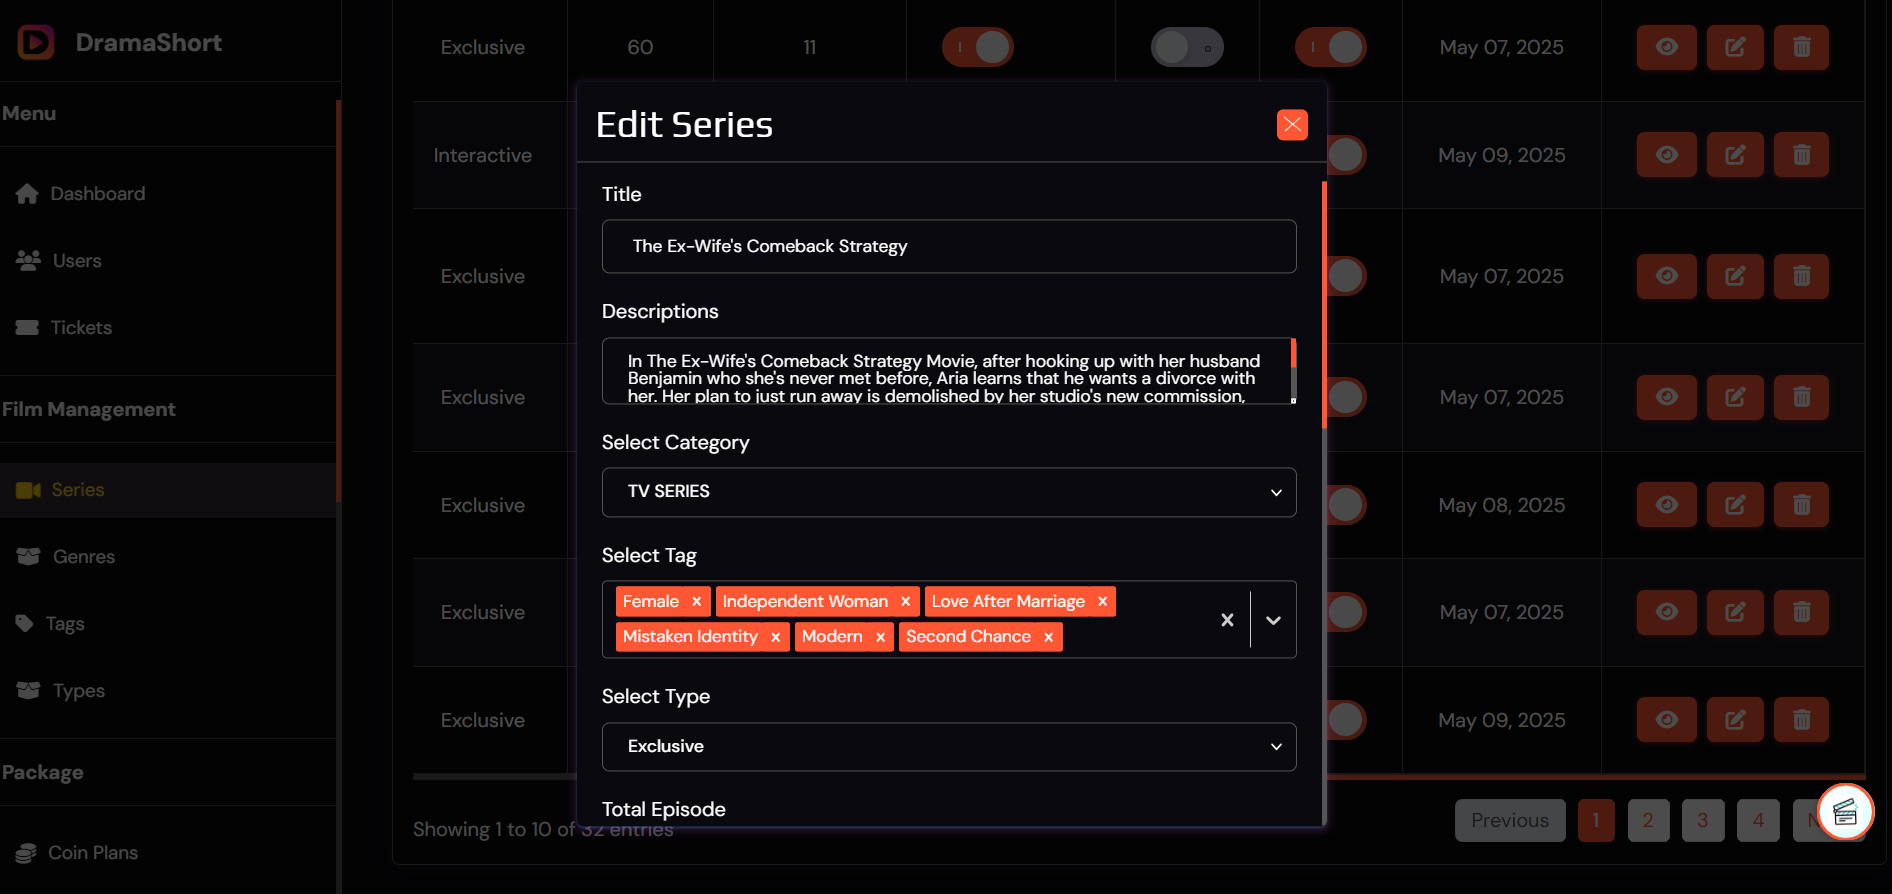 DramaShort
Menu
Dashboard
Users
Tickets
Film Management
Series
Genres
Tags
Types
Package
Coin Plans
Exclusive 60 11 May 07, 2025
Interactive May 09, 2025
Exclusive May 07, 2025
Exclusive May 07, 2025
Exclusive May 08, 2025
Exclusive May 07, 2025
Exclusive May 09, 2025
Showing 1 to 10 of 32 entries
Previous 1 2 3 4
Edit Series
Title
The Ex-Wife's Comeback Strategy
Descriptions
In The Ex-Wife's Comeback Strategy Movie, after hooking up with her husband
Benjamin who she's never met before, Aria learns that he wants a divorce with
her. Her plan to just run away is demolished by her studio's new commission,
Select Category
TV SERIES
Select Tag
Female × Independent Woman × Love After Marriage ×
Mistaken Identity × Modern × Second Chance ×
Select Type
Exclusive
Total Episode